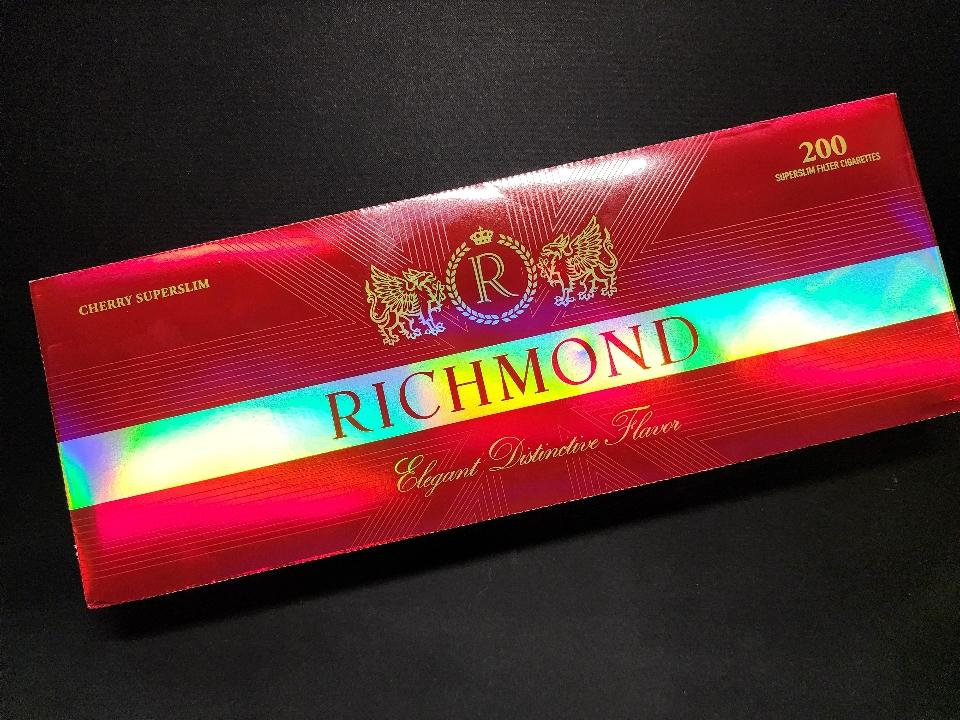 200
SUPERSLIM FILTER CIGARETTES
CHERRY SUPERSLIM
R
RICHMOND
Elegant Distinctive Flavor